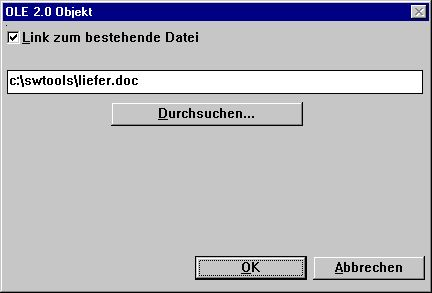 OLE 2.0 Objekt
Link zum bestehende Datei
c:\swtools\liefer.doc
Durchsuchen...
OK
Abbrechen